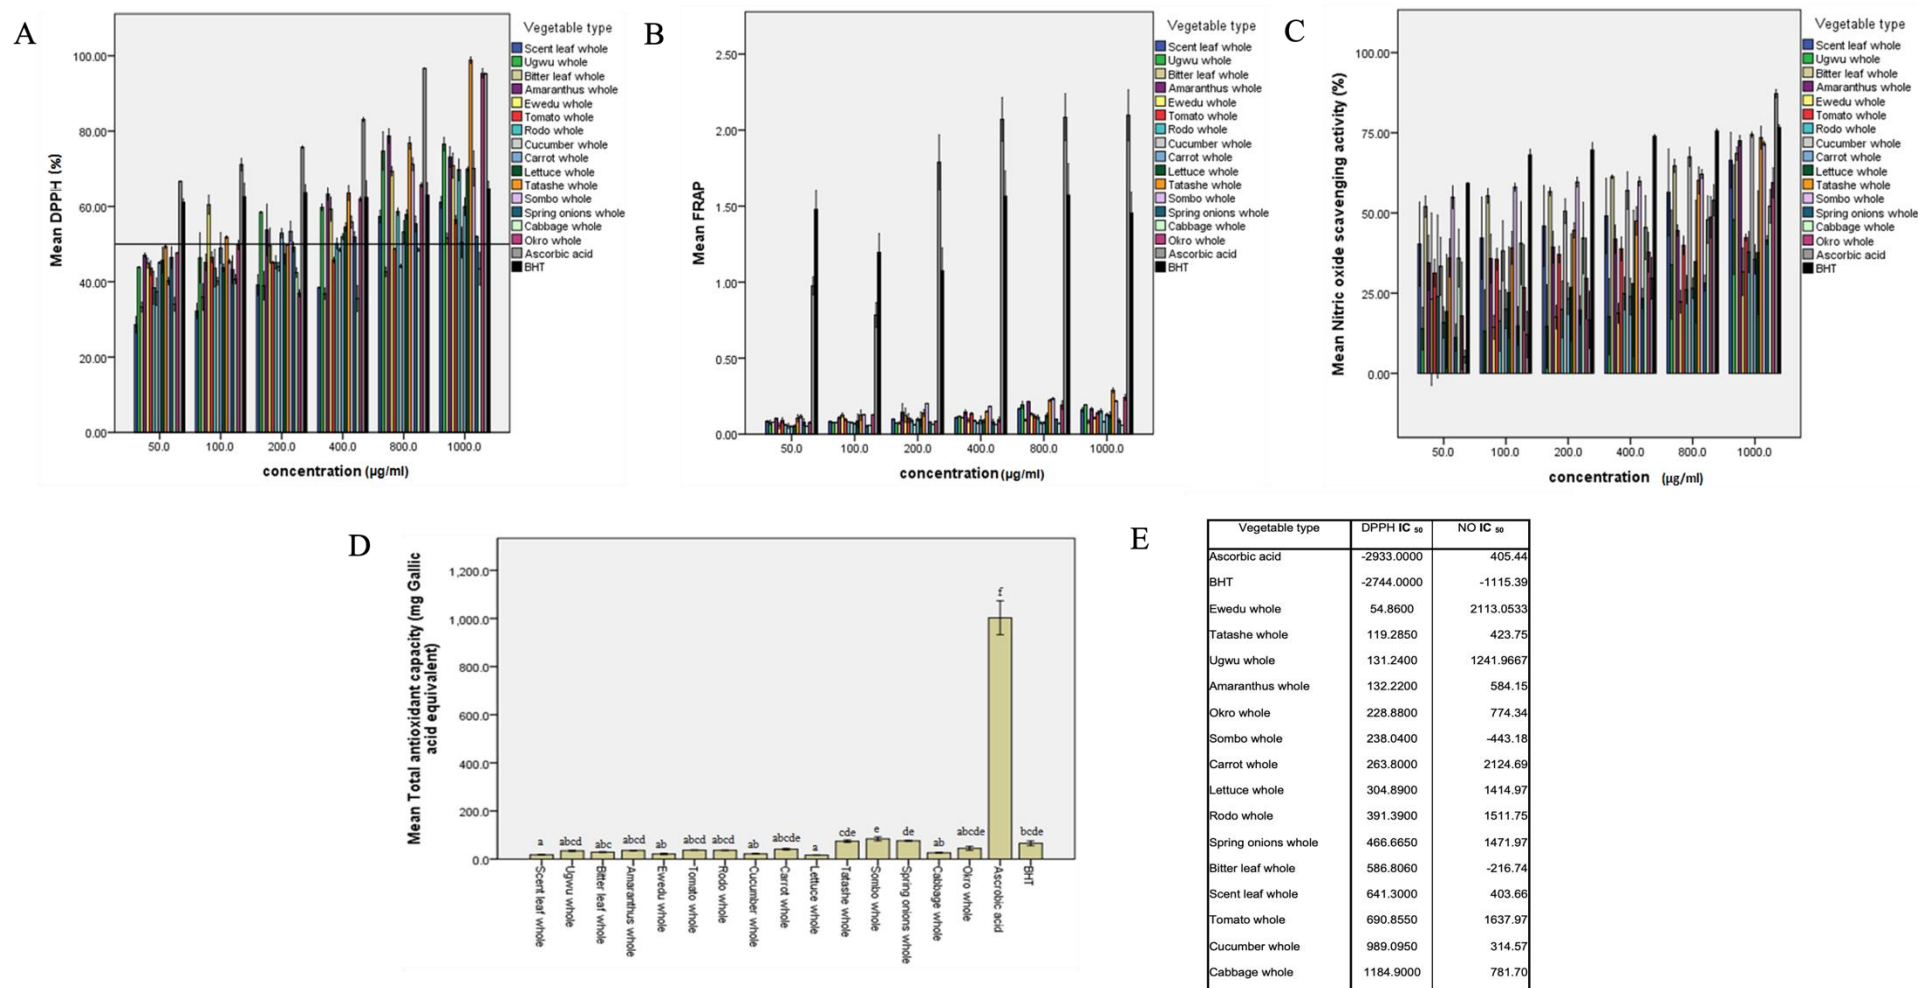 A
Mean DPPH (%)
100.00
80.00
60.00
40.00
20.00
0.00
50.0 100.0 200.0 400.0 800.0 1000.0
concentration (µg/ml)
Vegetable type
Scent leaf whole
Ugwu whole
Bitter leaf whole
Amaranthus whole
Ewedu whole
Tomato whole
Rodo whole
Cucumber whole
Carrot whole
Lettuce whole
Tatashe whole
Sombo whole
Spring onions whole
Cabbage whole
Okro whole
Ascorbic acid
BHT
B
Mean FRAP
2.50
2.00
1.50
1.00
0.50
0.00
50.0 100.0 200.0 400.0 800.0 1000.0
concentration (µg/ml)
Vegetable type
Scent leaf whole
Ugwu whole
Bitter leaf whole
Amaranthus whole
Ewedu whole
Tomato whole
Rodo whole
Cucumber whole
Carrot whole
Lettuce whole
Tatashe whole
Sombo whole
Spring onions whole
Cabbage whole
Okro whole
Ascorbic acid
BHT
C
Mean Nitric oxide scavenging activity (%)
100.00
75.00
50.00
25.00
0.00
50.0 100.0 200.0 400.0 800.0 1000.0
concentration (µg/ml)
Vegetable type
Scent leaf whole
Ugwu whole
Bitter leaf whole
Amaranthus whole
Ewedu whole
Tomato whole
Rodo whole
Cucumber whole
Carrot whole
Lettuce whole
Tatashe whole
Sombo whole
Spring onions whole
Cabbage whole
Okro whole
Ascorbic acid
BHT
D
Mean Total antioxidant capacity (mg Gallic
acid equivalent)
1,200.0
1,000.0
800.0
600.0
400.0
200.0
0.0
a abcd abc abcd ab abcd abcd ab abcde a cde e de ab abcde f bcde
Scent leaf whole
Ugwu whole
Bitter leaf whole
Amaranthus whole
Ewedu whole
Tomato whole
Rodo whole
Cucumber whole
Carrot whole
Lettuce whole
Tatashe whole
Sombo whole
Spring onions whole
Cabbage whole
Okro whole
Ascrobic acid
BHT
E
Vegetable type DPPH IC 50 NO IC 50
Ascorbic acid -2933.0000 405.44
BHT -2744.0000 -1115.39
Ewedu whole 54.8600 2113.0533
Tatashe whole 119.2850 423.75
Ugwu whole 131.2400 1241.9667
Amaranthus whole 132.2200 584.15
Okro whole 228.8800 774.34
Sombo whole 238.0400 -443.18
Carrot whole 263.8000 2124.69
Lettuce whole 304.8900 1414.97
Rodo whole 391.3900 1511.75
Spring onions whole 466.6650 1471.97
Bitter leaf whole 586.8060 -216.74
Scent leaf whole 641.3000 403.66
Tomato whole 690.8550 1637.97
Cucumber whole 989.0950 314.57
Cabbage whole 1184.9000 781.70